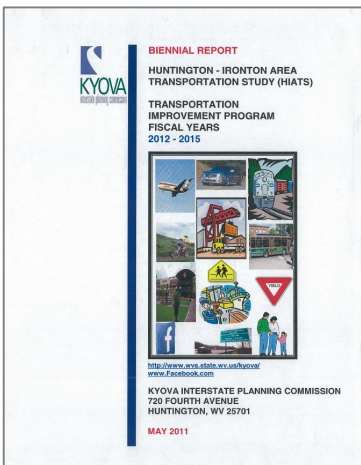 KYOVA
interstate planning commission
BIENNIAL REPORT
HUNTINGTON - IRONTON AREA
TRANSPORTATION STUDY (HIATS)
TRANSPORTATION
IMPROVEMENT PROGRAM
FISCAL YEARS
2012 - 2015
YIELD
f
http://www.wvs.state.wv.us/kyova/
www.Facebook.com
KYOVA INTERSTATE PLANNING COMMISSION
720 FOURTH AVENUE
HUNTINGTON, WV 25701
MAY 2011